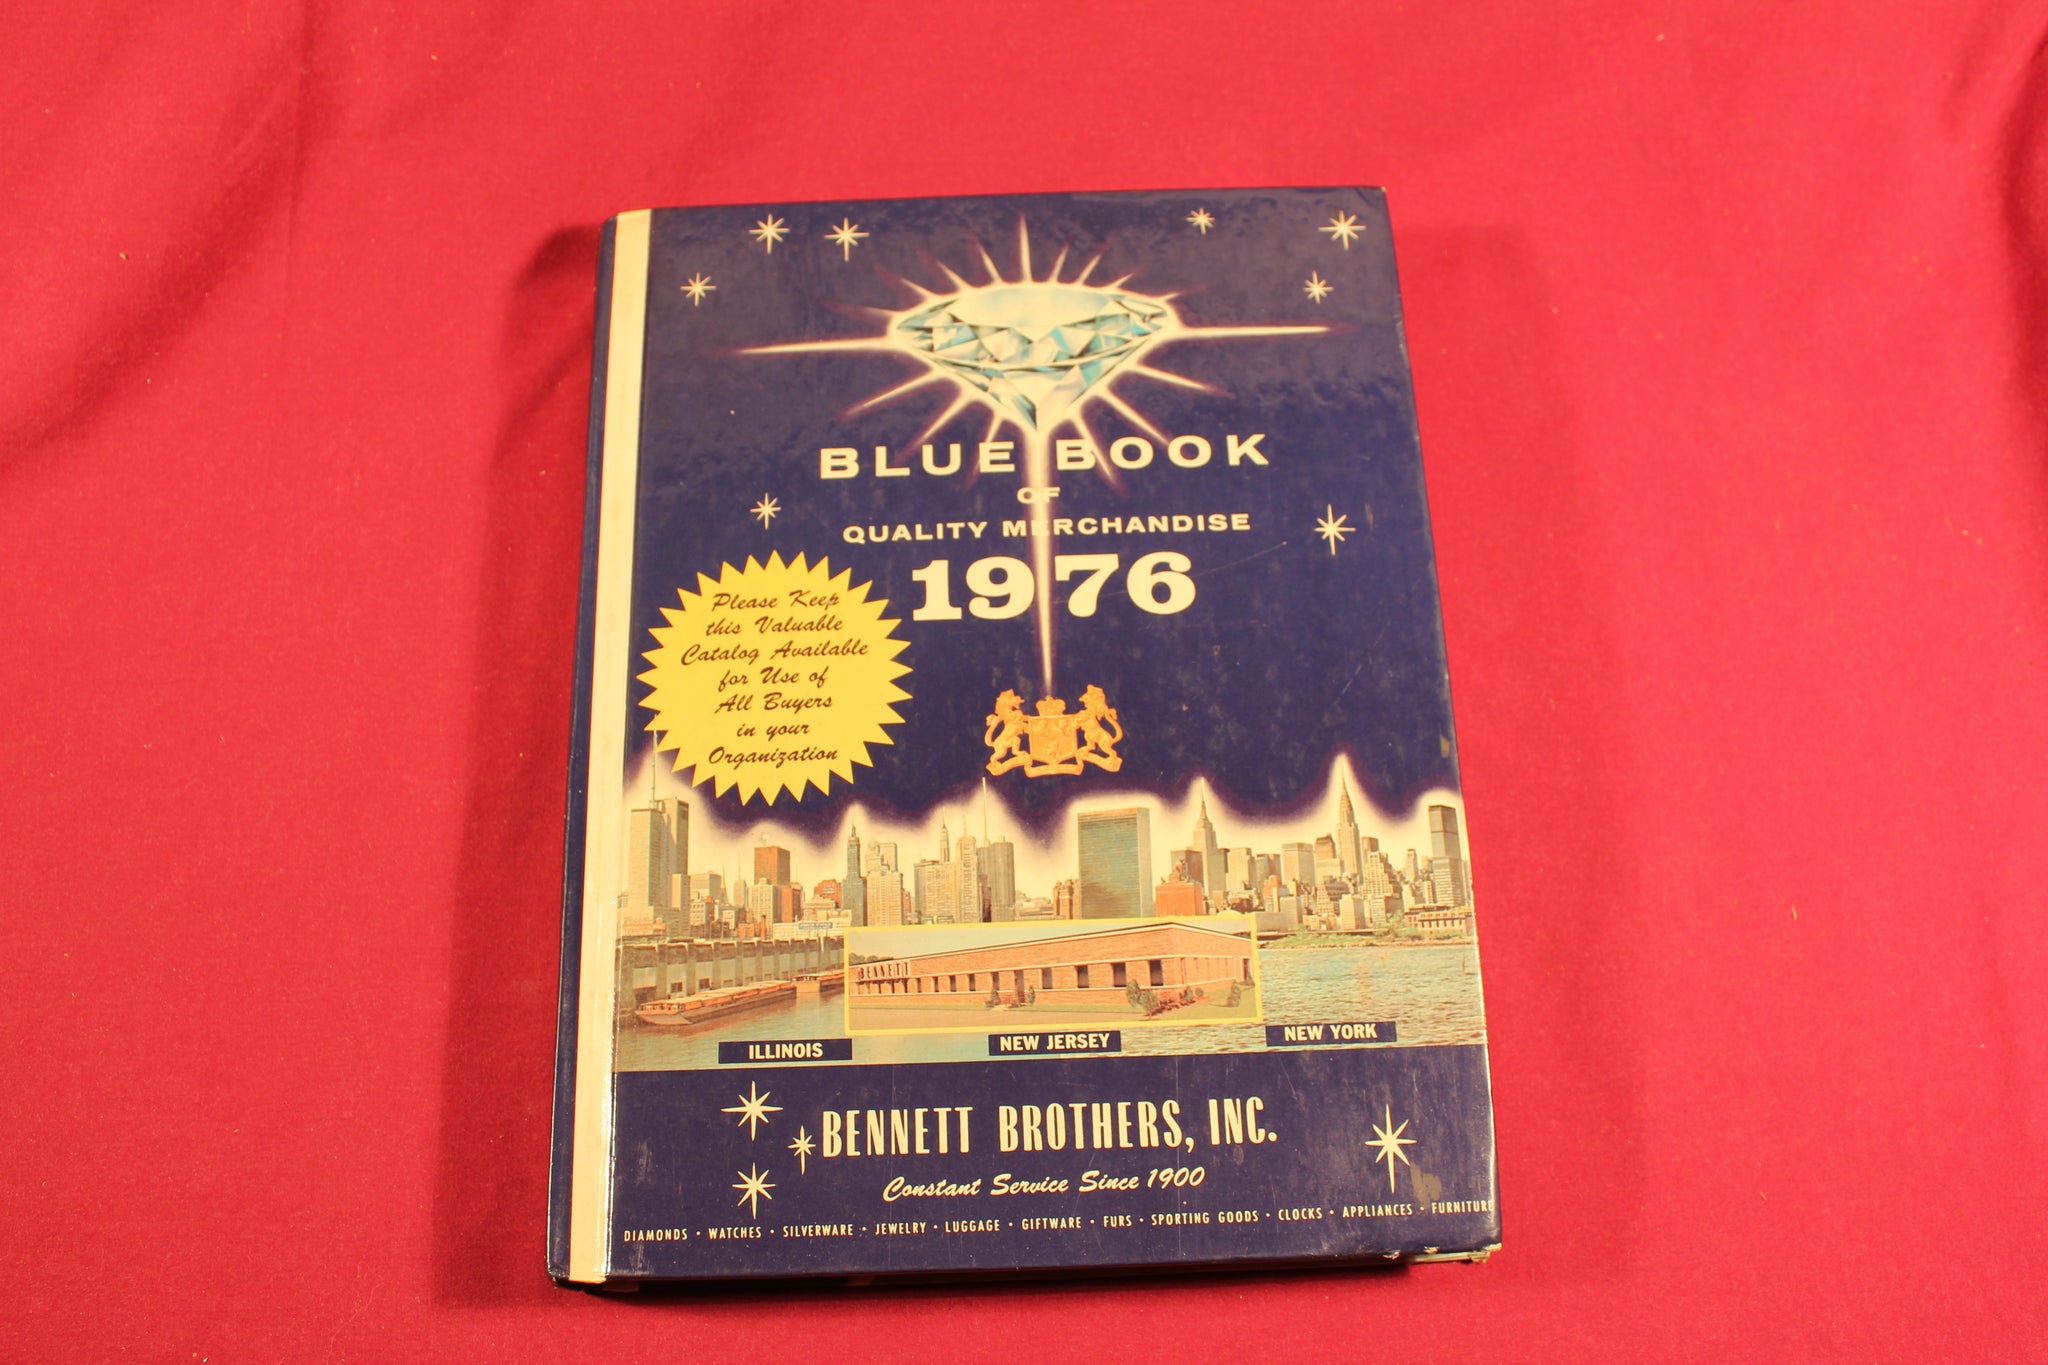 BLUE BOOK
OF
QUALITY MERCHANDISE
1976
Please Keep
this Valuable
Catalog Available
for Use of
All Buyers
in your
Organization
BENNETT
ILLINOIS
NEW JERSEY
NEW YORK
BENNETT BROTHERS, INC.
Constant Service Since 1900
DIAMONDS · WATCHES · SILVERWARE · JEWELRY · LUGGAGE · GIFTWARE · FURS · SPORTING GOODS · CLOCKS · APPLIANCES · FURNITURE